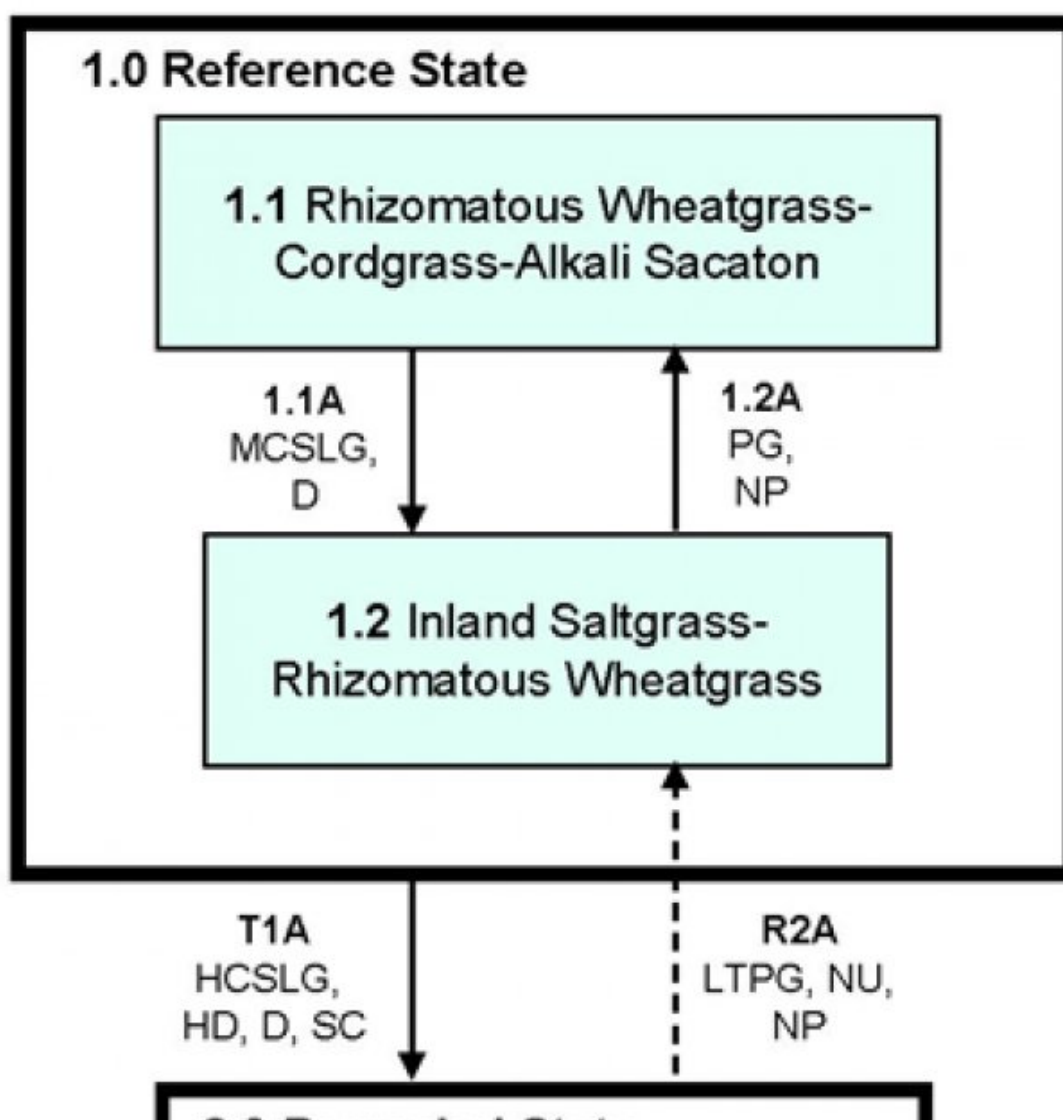 1.0 Reference State
1.1 Rhizomatous Wheatgrass-
Cordgrass-Alkali Sacaton
1.1A
MCSLG,
D
1.2A
PG,
NP
1.2 Inland Saltgrass-
Rhizomatous Wheatgrass
T1A
HCSLG,
HD, D, SC
R2A
LTPG, NU,
NP